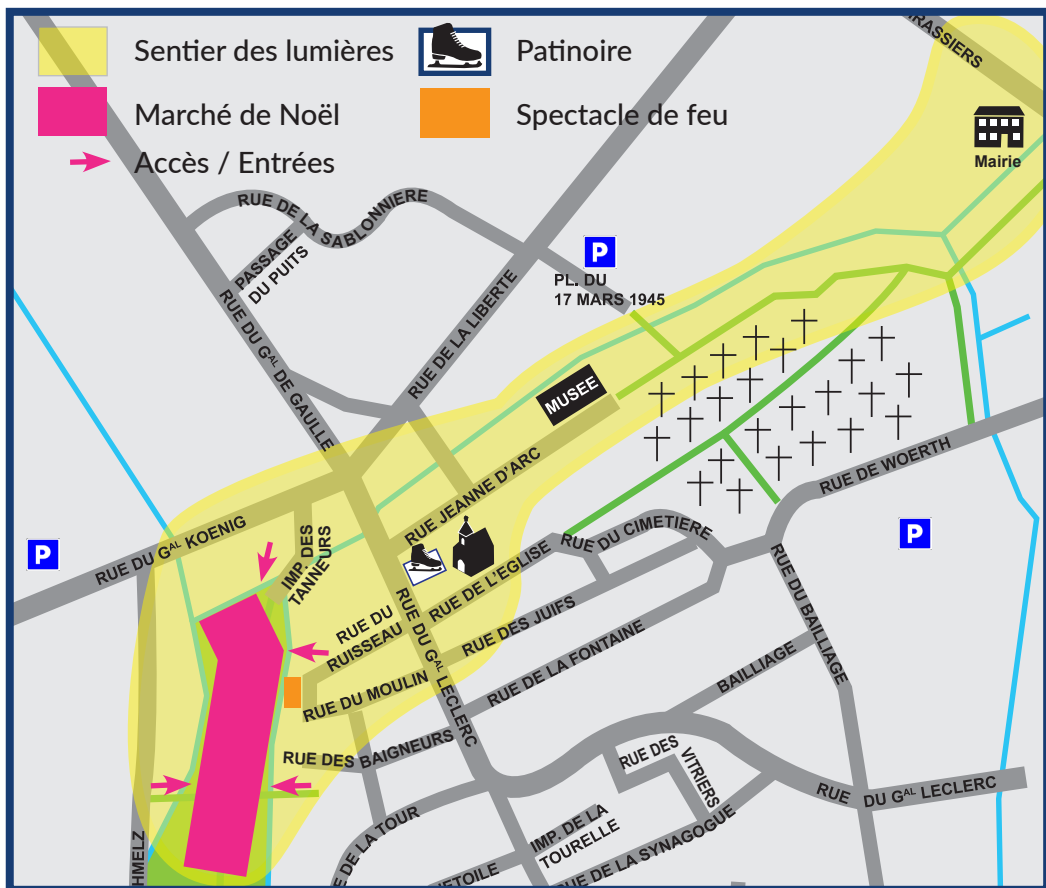 Sentier des lumières
Patinoire
Marché de Noël
Spectacle de feu
Accès / Entrées
Mairie
RUE DE LA SABLONNIERE
PASSAGE
DU PUITS
P
PL. DU
17 MARS 1945
RUE DU GAL DE GAULLE
RUE DE LA LIBERTE
MUSEE
RUE JEANNE D'ARC
RUE DE WOERTH
RUE DU GAL KOENIG
IMP. DES
TANNEURS
P
P
RUE DU CIMETIERE
RUE DE L'EGLISE
RUE DU
RUISSEAU
RUE DES JUIFS
RUE DU MOULIN
RUE DU GAL LECLERC
RUE DE LA FONTAINE
RUE DU BAILLIAGE
BAILLIAGE
RUE DES BAIGNEURS
RUE DES
VITRIERS
RUE DU GAL LECLERC
E DE LA TOUR
IMP. DE LA
TOURELLE
RUE DE LA SYNAGOGUE
ETOILE
HMELZ